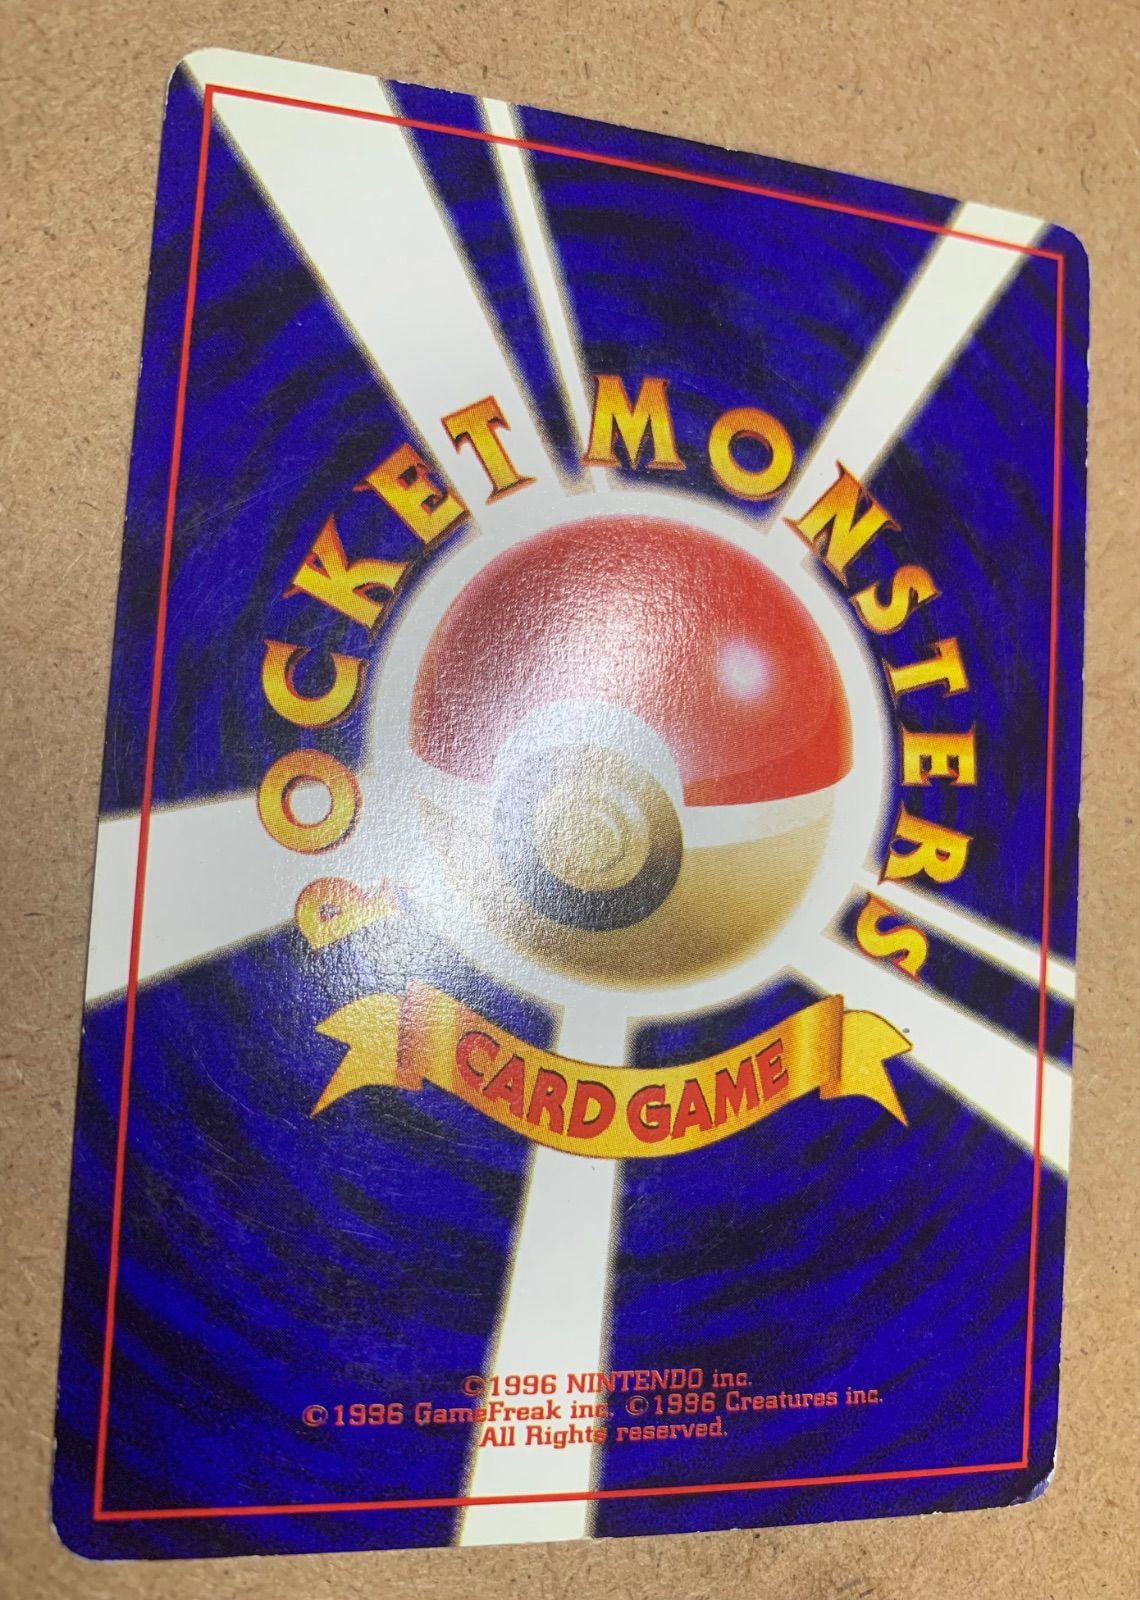 POCKET MONSTERS
CARD GAME
©1996 NINTENDO inc.
©1996 GameFreak inc. ©1996 Creatures inc.
All Rights reserved.